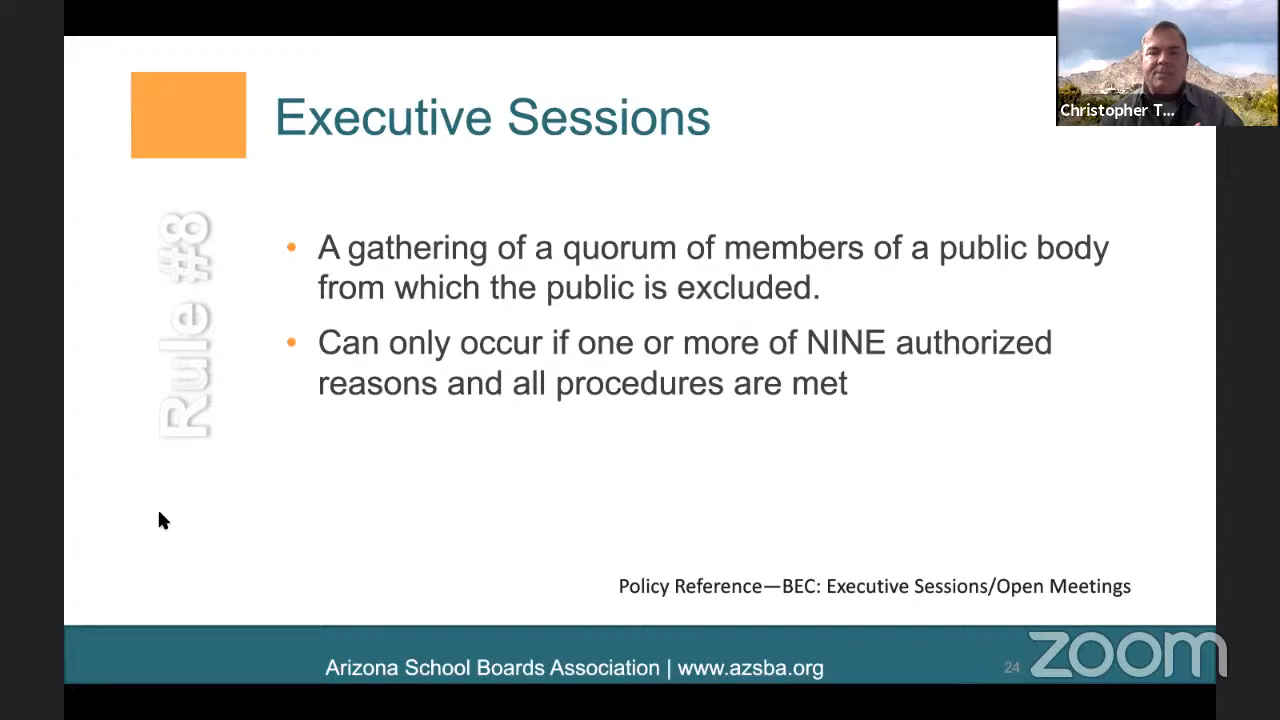 Executive Sessions
Christopher T...
Rule #8
• A gathering of a quorum of members of a public body
from which the public is excluded.
• Can only occur if one or more of NINE authorized
reasons and all procedures are met
Policy Reference—BEC: Executive Sessions/Open Meetings
Arizona School Boards Association | www.azsba.org
24
zoom